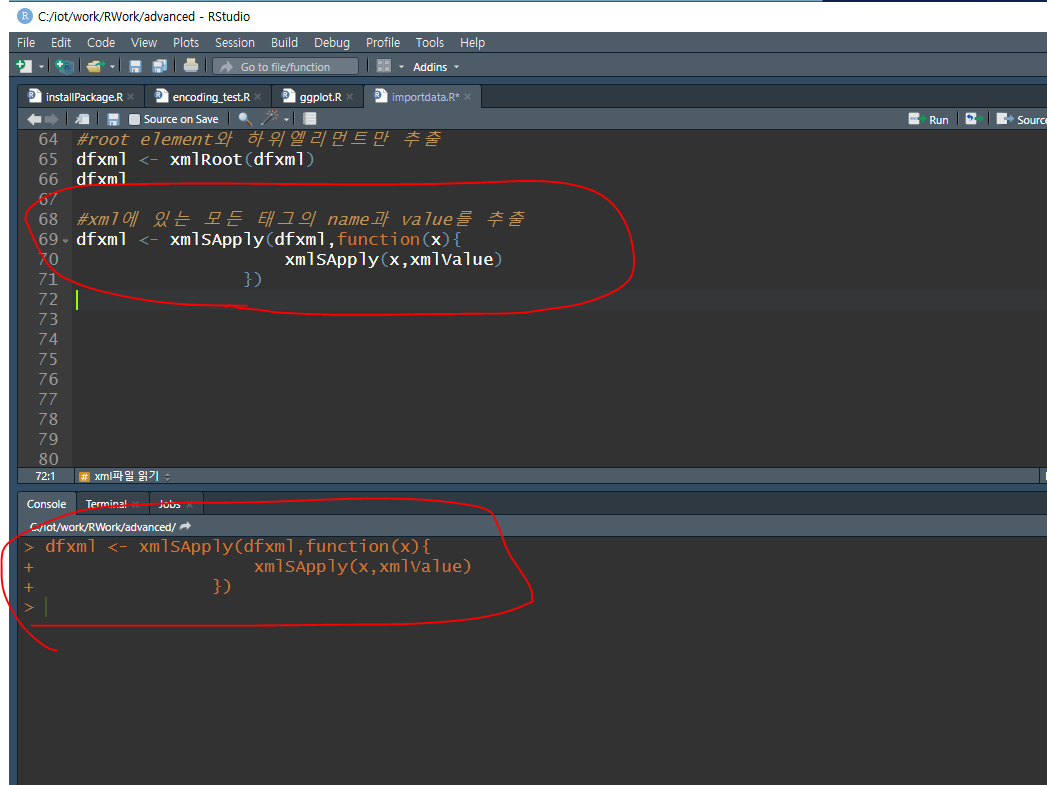 C:/iot/work/RWork/advanced - RStudio
File Edit Code View Plots Session Build Debug Profile Tools Help
Go to file/function Addins
installPackage.R encoding_test.R ggplot.R importdata.R*
Source on Save Run Source
64 #root element와 하위엘리먼트만 추출
65 dfxml <- xmlRoot(dfxml)
66 dfxml
67
68 #xml에 있는 모든 태그의 name과 value를 추출
69 dfxml <- xmlSApply(dfxml,function(x){
70 xmlSApply(x,xmlValue)
71 })
72
73
74
75
76
77
78
79
80
72:1 # xml파일 읽기
Console Terminal Jobs
C:/iot/work/RWork/advanced/
> dfxml <- xmlSApply(dfxml,function(x){
+ xmlSApply(x,xmlValue)
+ })
>